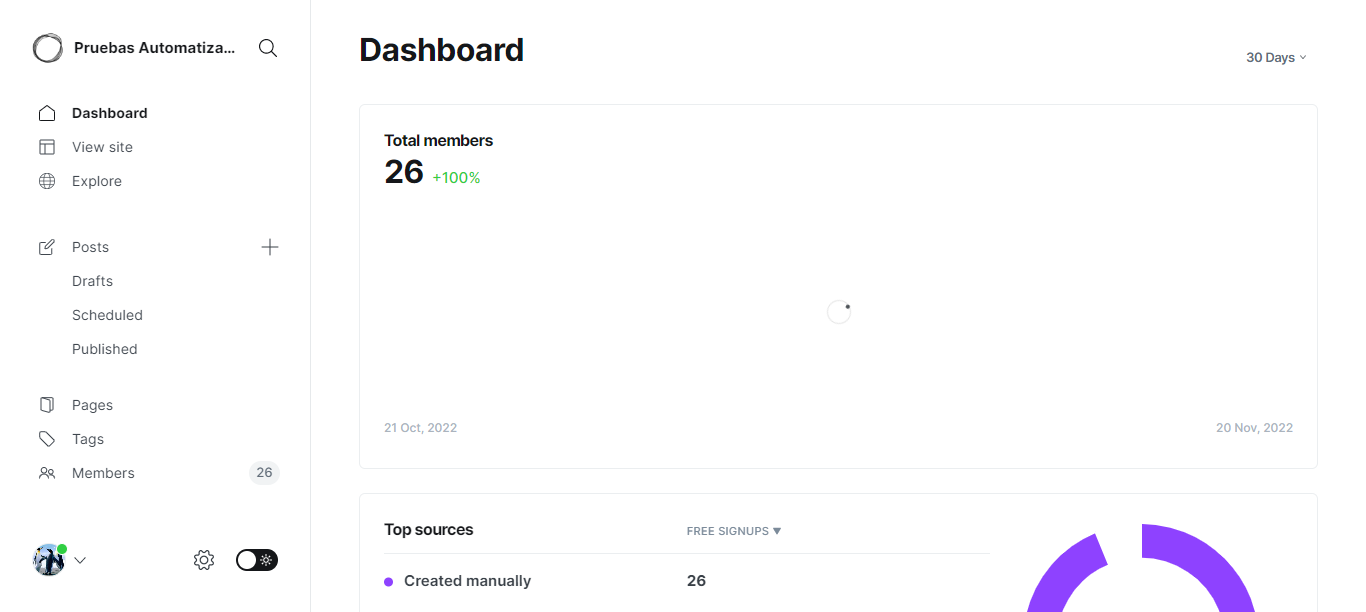 Pruebas Automatiza...
Dashboard
View site
Explore
Posts
Drafts
Scheduled
Published
Pages
Tags
Members 26
Dashboard
30 Days
Total members
26 +100%
21 Oct, 2022 20 Nov, 2022
Top sources FREE SIGNUPS ▼
Created manually 26